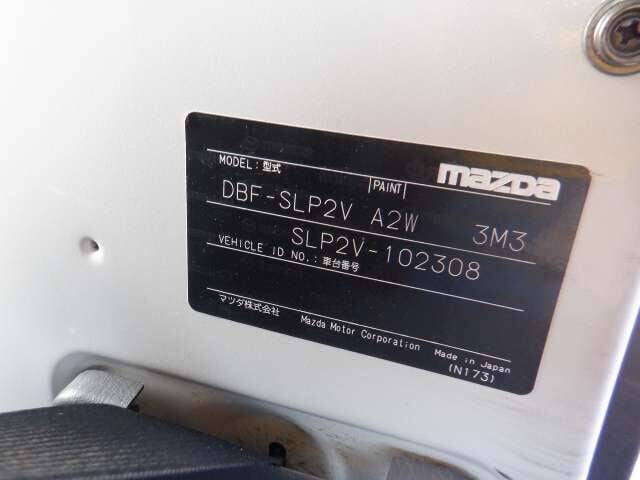 mazda
MODEL:型式 PAINT
DBF-SLP2V A2W 3M3
SLP2V-102308
VEHICLE ID NO.:車台番号
マツダ株式会社 Mazda Motor Corporation Made in Japan
(N173)